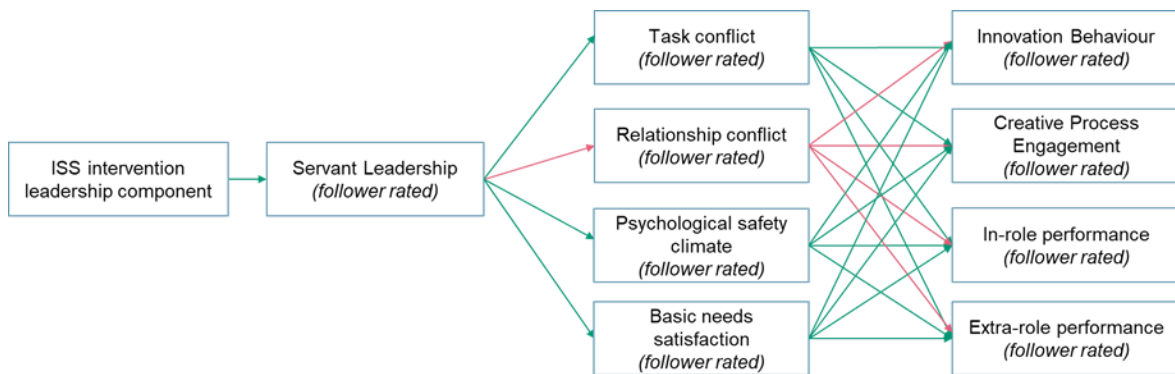 ISS intervention
leadership component
Servant Leadership
(follower rated)
Task conflict
(follower rated)
Relationship conflict
(follower rated)
Psychological safety
climate
(follower rated)
Basic needs
satisfaction
(follower rated)
Innovation Behaviour
(follower rated)
Creative Process
Engagement
(follower rated)
In-role performance
(follower rated)
Extra-role performance
(follower rated)